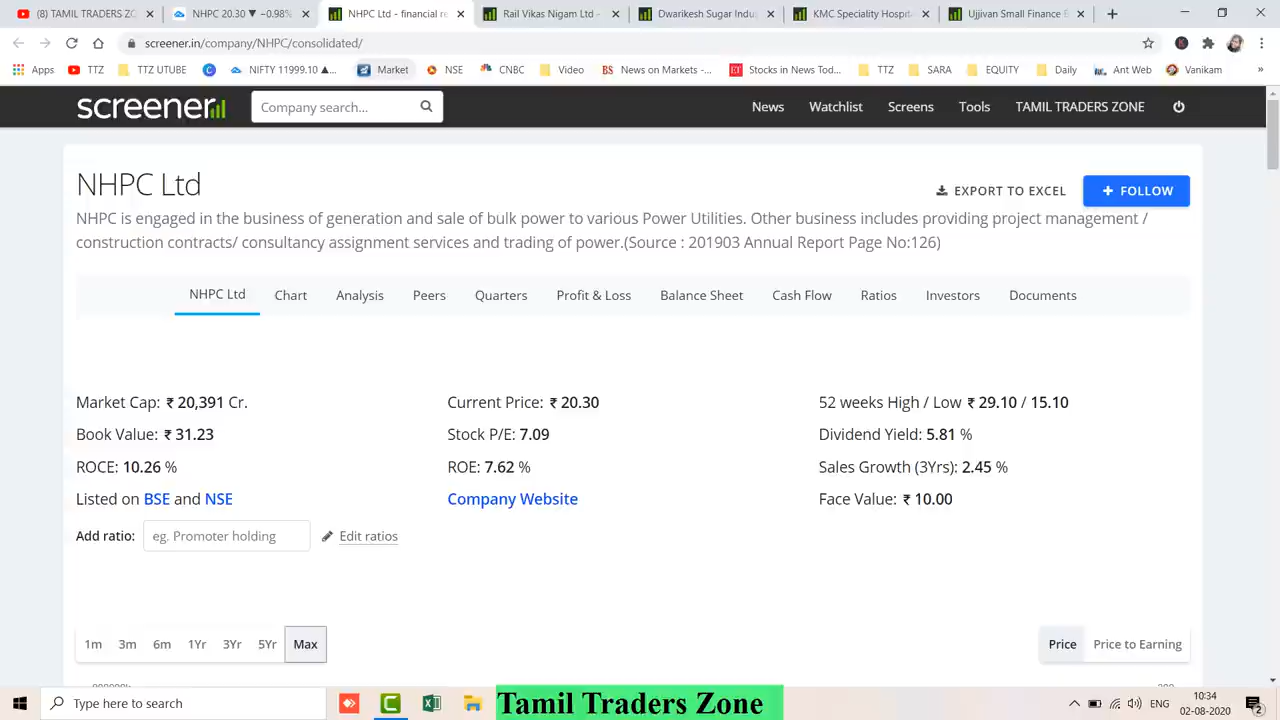 (8) TAMIL TRADERS Z
NHPC 20.30 ▼ −0.98%
NHPC Ltd - financial re
Rail Vikas Nigam Ltd -
Dwarikesh Sugar Indus
KMC Speciality Hospita
Ujjivan Small Finance B
screener.in/company/NHPC/consolidated/
Apps
TTZ
TTZ UTUBE
NIFTY 11999.10 ▲...
Market
NSE
CNBC
Video
News on Markets -...
Stocks in News Tod...
TTZ
SARA
EQUITY
Daily
Ant Web
Vanikam
»
screener
Company search...
News
Watchlist
Screens
Tools
TAMIL TRADERS ZONE
NHPC Ltd
EXPORT TO EXCEL
+ FOLLOW
NHPC is engaged in the business of generation and sale of bulk power to various Power Utilities. Other business includes providing project management /
construction contracts/ consultancy assignment services and trading of power.(Source : 201903 Annual Report Page No:126)
NHPC Ltd
Chart
Analysis
Peers
Quarters
Profit & Loss
Balance Sheet
Cash Flow
Ratios
Investors
Documents
Market Cap: ₹ 20,391 Cr.
Current Price: ₹ 20.30
52 weeks High / Low ₹ 29.10 / 15.10
Book Value: ₹ 31.23
Stock P/E: 7.09
Dividend Yield: 5.81 %
ROCE: 10.26 %
ROE: 7.62 %
Sales Growth (3Yrs): 2.45 %
Listed on BSE and NSE
Company Website
Face Value: ₹ 10.00
Add ratio:
eg. Promoter holding
Edit ratios
1m
3m
6m
1Yr
3Yr
5Yr
Max
Price
Price to Earning
Type here to search
Tamil Traders Zone
ENG
10:34
02-08-2020
2